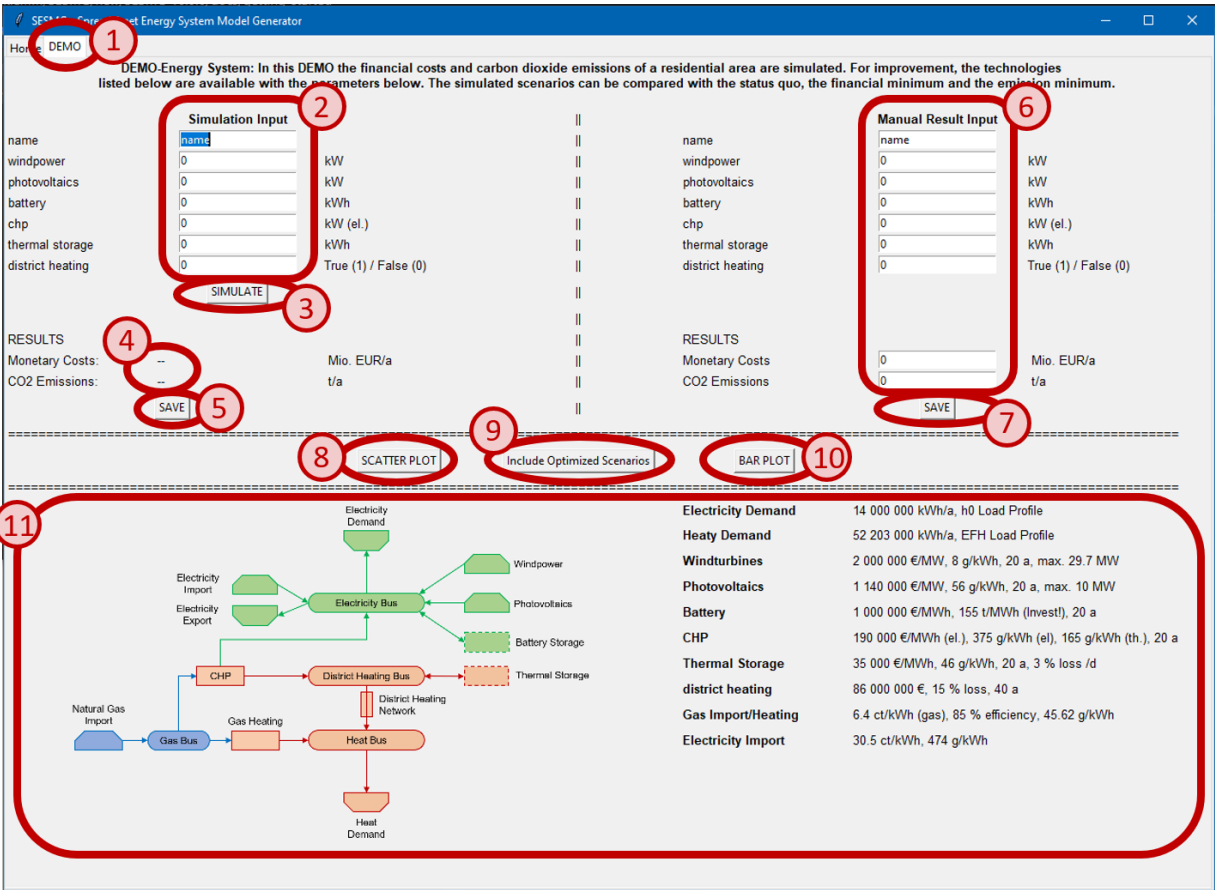 SESMG - Spreadsheet Energy System Model Generator
Home DEMO 1
DEMO-Energy System: In this DEMO the financial costs and carbon dioxide emissions of a residential area are simulated. For improvement, the technologies
listed below are available with the parameters below. The simulated scenarios can be compared with the status quo, the financial minimum and the emission minimum.
2 6
Simulation Input || Manual Result Input
name name || name name
windpower 0 kW || windpower 0 kW
photovoltaics 0 kW || photovoltaics 0 kW
battery 0 kWh || battery 0 kWh
chp 0 kW (el.) || chp 0 kW (el.)
thermal storage 0 kWh || thermal storage 0 kWh
district heating 0 True (1) / False (0) || district heating 0 True (1) / False (0)
SIMULATE 3 ||
||
RESULTS 4 || RESULTS
Monetary Costs: -- Mio. EUR/a || Monetary Costs 0 Mio. EUR/a
CO2 Emissions: -- t/a || CO2 Emissions 0 t/a
SAVE 5 || SAVE 7
8 SCATTER PLOT 9 Include Optimized Scenarios BAR PLOT 10
11
Electricity
Demand
Windpower
Electricity
Import
Electricity Bus
Photovoltaics
Electricity
Export
Battery Storage
CHP
District Heating Bus
Thermal Storage
District Heating
Network
Natural Gas
Import
Gas Heating
Gas Bus
Heat Bus
Heat
Demand
Electricity Demand 14 000 000 kWh/a, h0 Load Profile
Heaty Demand 52 203 000 kWh/a, EFH Load Profile
Windturbines 2 000 000 €/MW, 8 g/kWh, 20 a, max. 29.7 MW
Photovoltaics 1 140 000 €/MW, 56 g/kWh, 20 a, max. 10 MW
Battery 1 000 000 €/MWh, 155 t/MWh (Invest!), 20 a
CHP 190 000 €/MWh (el.), 375 g/kWh (el), 165 g/kWh (th.), 20 a
Thermal Storage 35 000 €/MWh, 46 g/kWh, 20 a, 3 % loss /d
district heating 86 000 000 €, 15 % loss, 40 a
Gas Import/Heating 6.4 ct/kWh (gas), 85 % efficiency, 45.62 g/kWh
Electricity Import 30.5 ct/kWh, 474 g/kWh